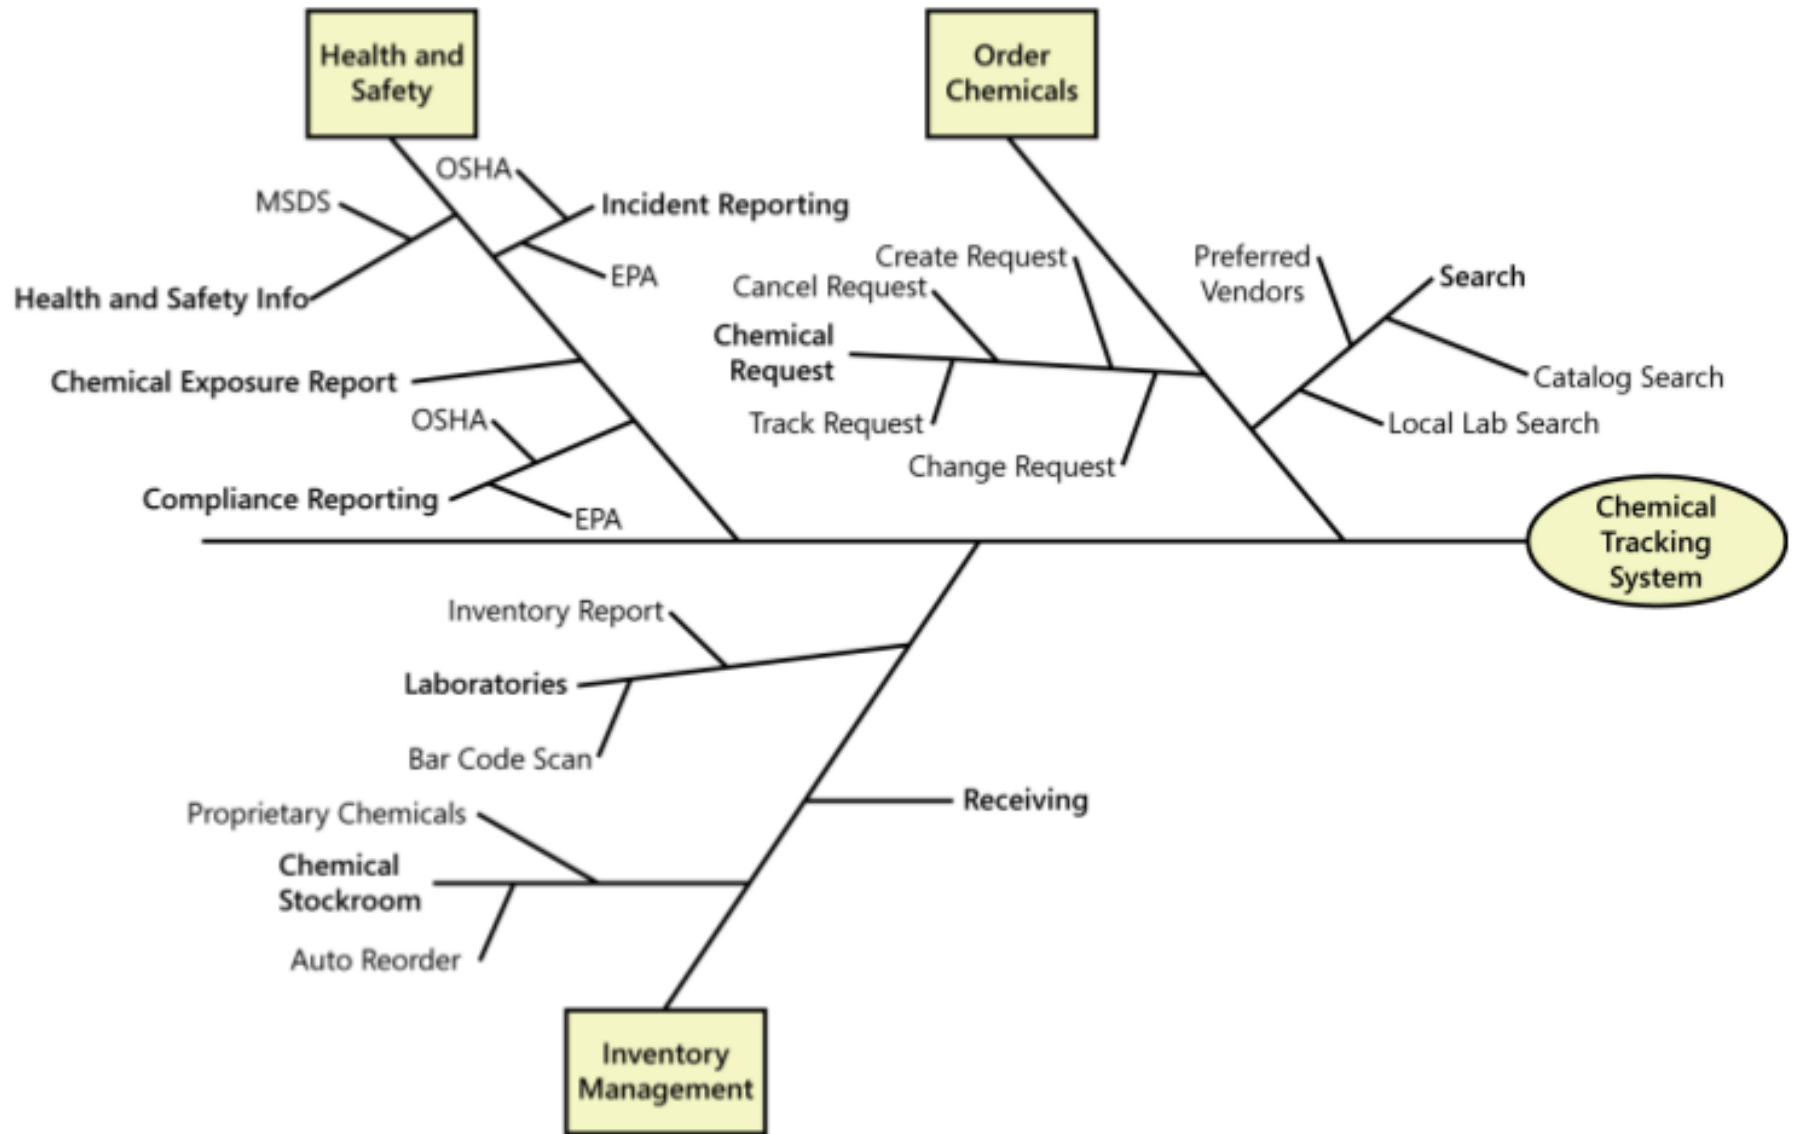 Health and
Safety
Order
Chemicals
OSHA
MSDS
Incident Reporting
EPA
Health and Safety Info
Chemical Exposure Report
OSHA
Compliance Reporting
EPA
Create Request
Cancel Request
Chemical
Request
Track Request
Change Request
Preferred
Vendors
Search
Catalog Search
Local Lab Search
Chemical
Tracking
System
Inventory Report
Laboratories
Bar Code Scan
Receiving
Proprietary Chemicals
Chemical
Stockroom
Auto Reorder
Inventory
Management